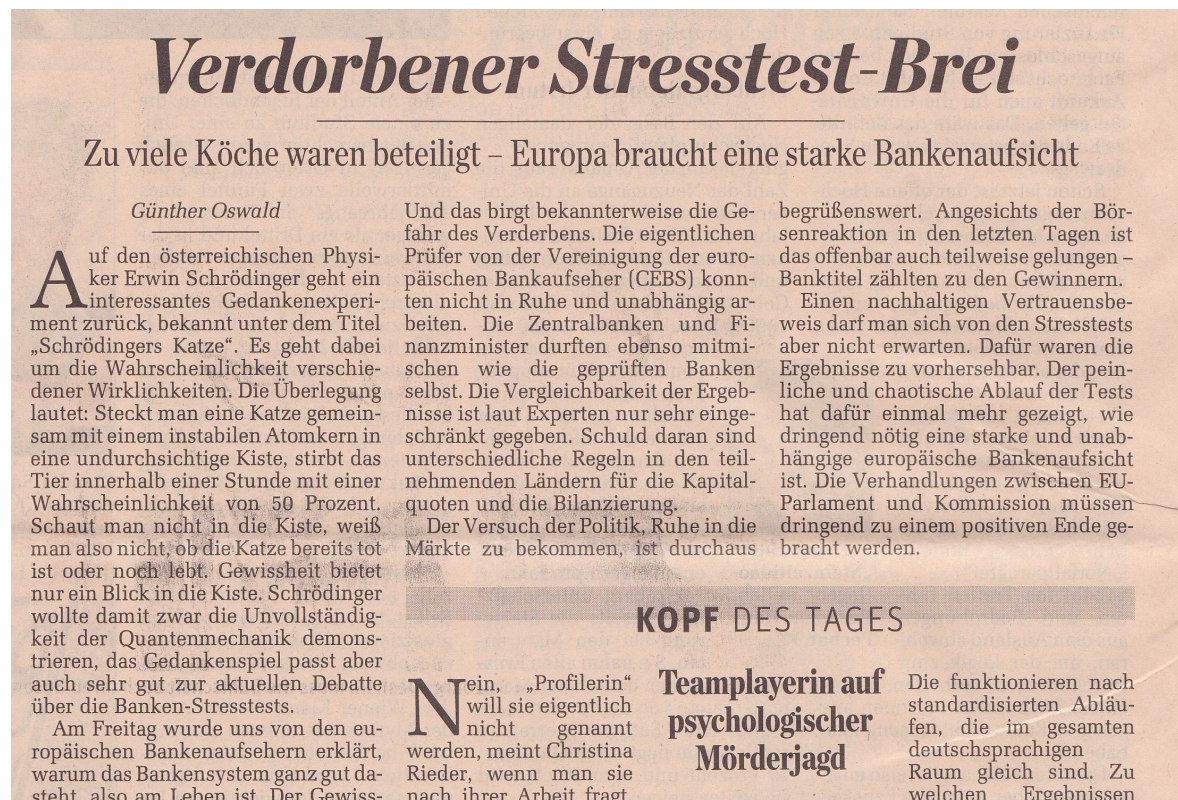 Verdorbener Stresstest-Brei
Zu viele Köche waren beteiligt – Europa braucht eine starke Bankenaufsicht
Günther Oswald
Auf den österreichischen Physi-
ker Erwin Schrödinger geht ein
interessantes Gedankenexperi-
ment zurück, bekannt unter dem Titel
„Schrödingers Katze“. Es geht dabei
um die Wahrscheinlichkeit verschie-
dener Wirklichkeiten. Die Überlegung
lautet: Steckt man eine Katze gemein-
sam mit einem instabilen Atomkern in
eine undurchsichtige Kiste, stirbt das
Tier innerhalb einer Stunde mit einer
Wahrscheinlichkeit von 50 Prozent.
Schaut man nicht in die Kiste, weiß
man also nicht, ob die Katze bereits tot
ist oder noch lebt. Gewissheit bietet
nur ein Blick in die Kiste. Schrödinger
wollte damit zwar die Unvollständig-
keit der Quantenmechanik demons-
trieren, das Gedankenspiel passt aber
auch sehr gut zur aktuellen Debatte
über die Banken-Stresstests.
Am Freitag wurde uns von den eu-
ropäischen Bankenaufsehern erklärt,
warum das Bankensystem ganz gut da-
steht, also am Leben ist. Der Gewiss-
Und das birgt bekannterweise die Ge-
fahr des Verderbens. Die eigentlichen
Prüfer von der Vereinigung der euro-
päischen Bankaufseher (CEBS) konn-
ten nicht in Ruhe und unabhängig ar-
beiten. Die Zentralbanken und Fi-
nanzminister durften ebenso mitmi-
schen wie die geprüften Banken
selbst. Die Vergleichbarkeit der Ergeb-
nisse ist laut Experten nur sehr einge-
schränkt gegeben. Schuld daran sind
unterschiedliche Regeln in den teil-
nehmenden Ländern für die Kapital-
quoten und die Bilanzierung.
Der Versuch der Politik, Ruhe in die
Märkte zu bekommen, ist durchaus
begrüßenswert. Angesichts der Bör-
senreaktion in den letzten Tagen ist
das offenbar auch teilweise gelungen –
Banktitel zählten zu den Gewinnern.
Einen nachhaltigen Vertrauensbe-
weis darf man sich von den Stresstests
aber nicht erwarten. Dafür waren die
Ergebnisse zu vorhersehbar. Der pein-
liche und chaotische Ablauf der Tests
hat dafür einmal mehr gezeigt, wie
dringend nötig eine starke und unab-
hängige europäische Bankenaufsicht
ist. Die Verhandlungen zwischen EU-
Parlament und Kommission müssen
dringend zu einem positiven Ende ge-
bracht werden.
KOPF DES TAGES
Teamplayerin auf
psychologischer
Mörderjagd
Nein, „Profilerin“
will sie eigentlich
nicht genannt
werden, meint Christina
Rieder, wenn man sie
nach ihrer Arbeit fragt.
Die funktionieren nach
standardisierten Abläu-
fen, die im gesamten
deutschsprachigen
Raum gleich sind. Zu
welchen Ergebnissen